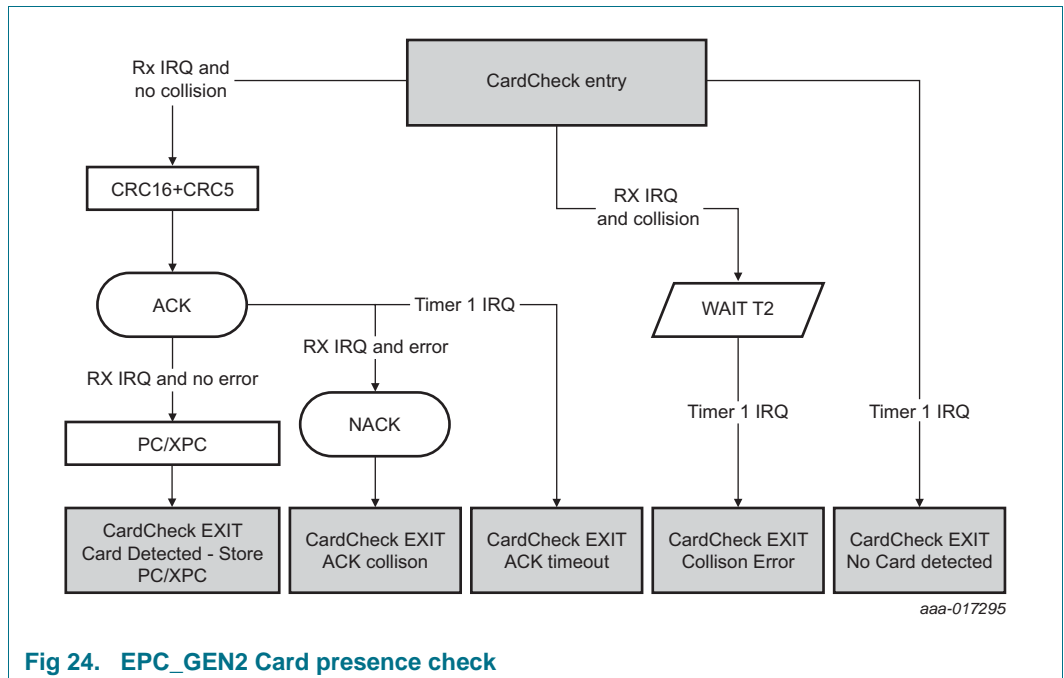 CardCheck entry
Rx IRQ and
no collision
CRC16+CRC5
RX IRQ
and collision
ACK
Timer 1 IRQ
WAIT T2
RX IRQ and error
RX IRQ and no error
NACK
Timer 1 IRQ
Timer 1 IRQ
PC/XPC
CardCheck EXIT
Card Detected - Store
PC/XPC
CardCheck EXIT
ACK collison
CardCheck EXIT
ACK timeout
CardCheck EXIT
Collison Error
CardCheck EXIT
No Card detected
aaa-017295
Fig 24. EPC_GEN2 Card presence check